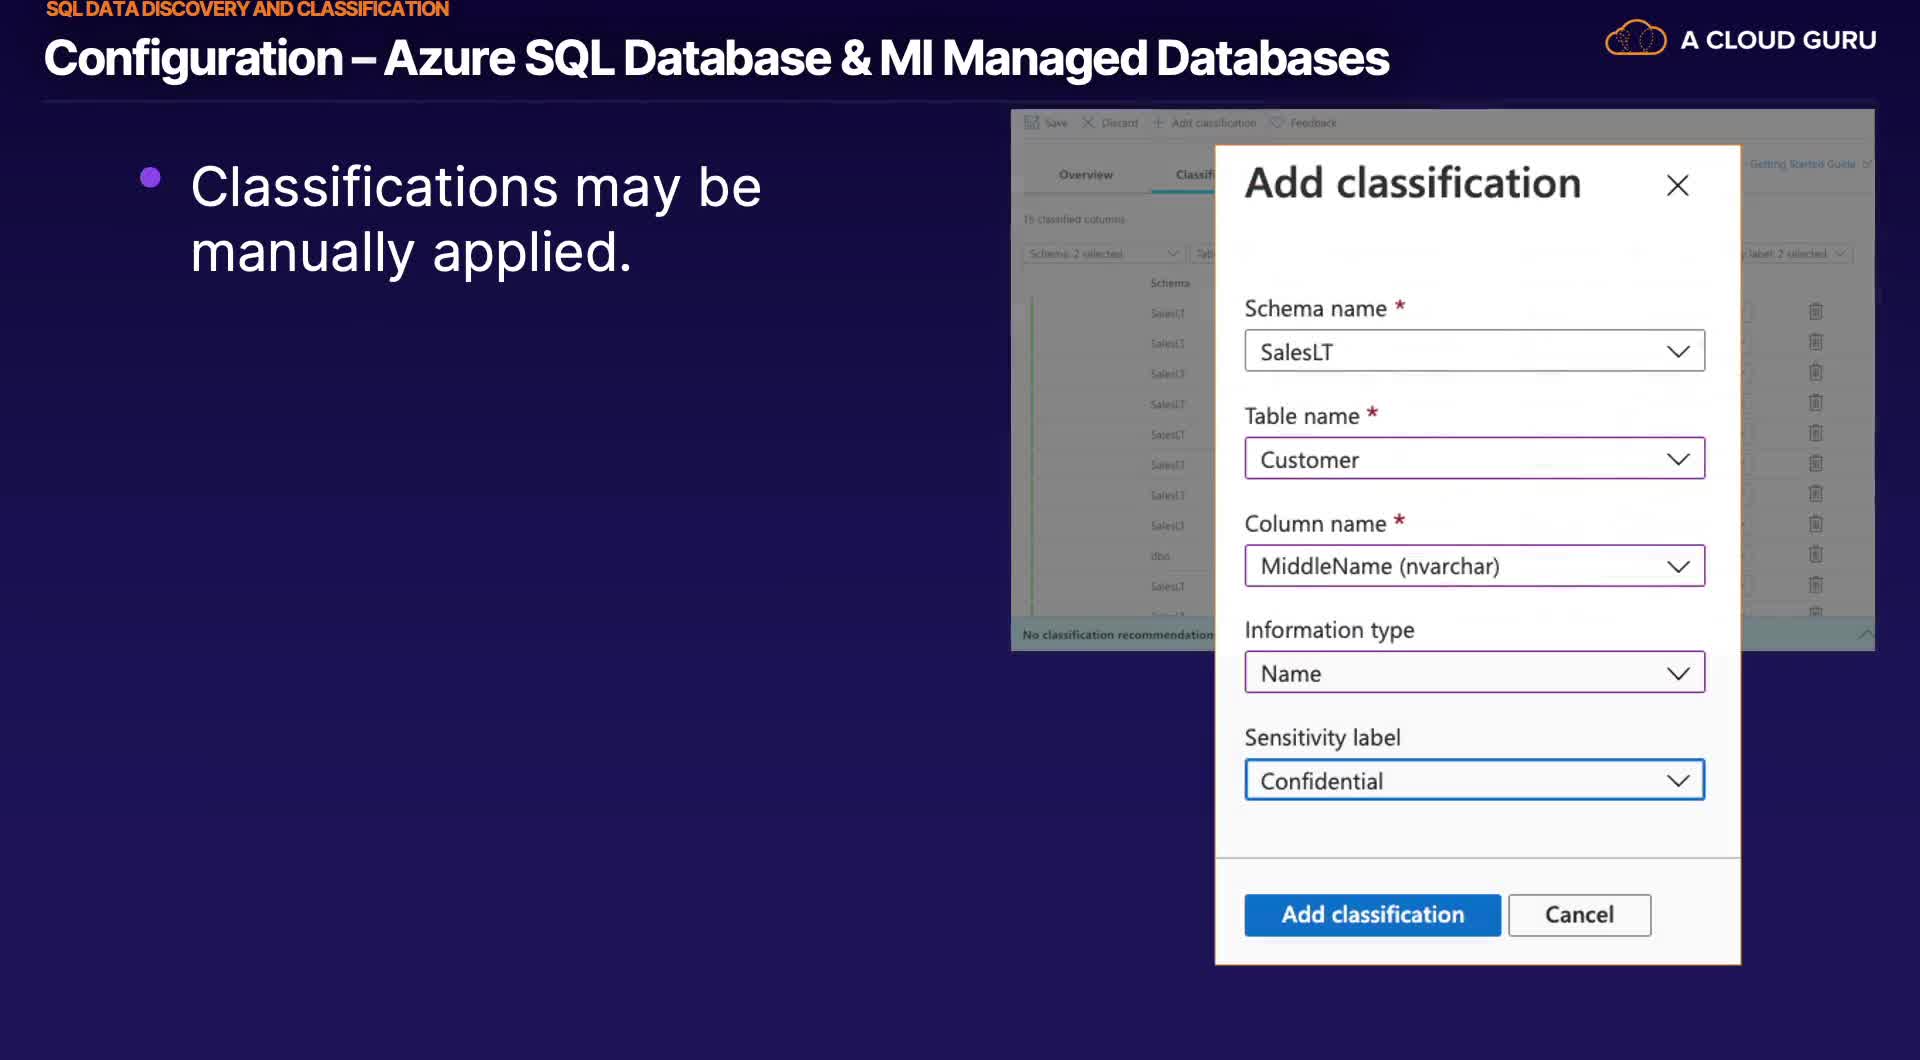 SQL DATA DISCOVERY AND CLASSIFICATION
Configuration – Azure SQL Database & MI Managed Databases
A CLOUD GURU
Classifications may be
manually applied.
Save Discard Add classification Feedback
Getting Started Guide
Overview Classifi
15 classified columns
Schema: 2 selected Tabl y label: 2 selected
Schema
SalesLT
SalesLT
SalesLT
SalesLT
SalesLT
SalesLT
SalesLT
SalesLT
dbo
SalesLT
No classification recommendation
Add classification
Schema name *
SalesLT
Table name *
Customer
Column name *
MiddleName (nvarchar)
Information type
Name
Sensitivity label
Confidential
Add classification Cancel